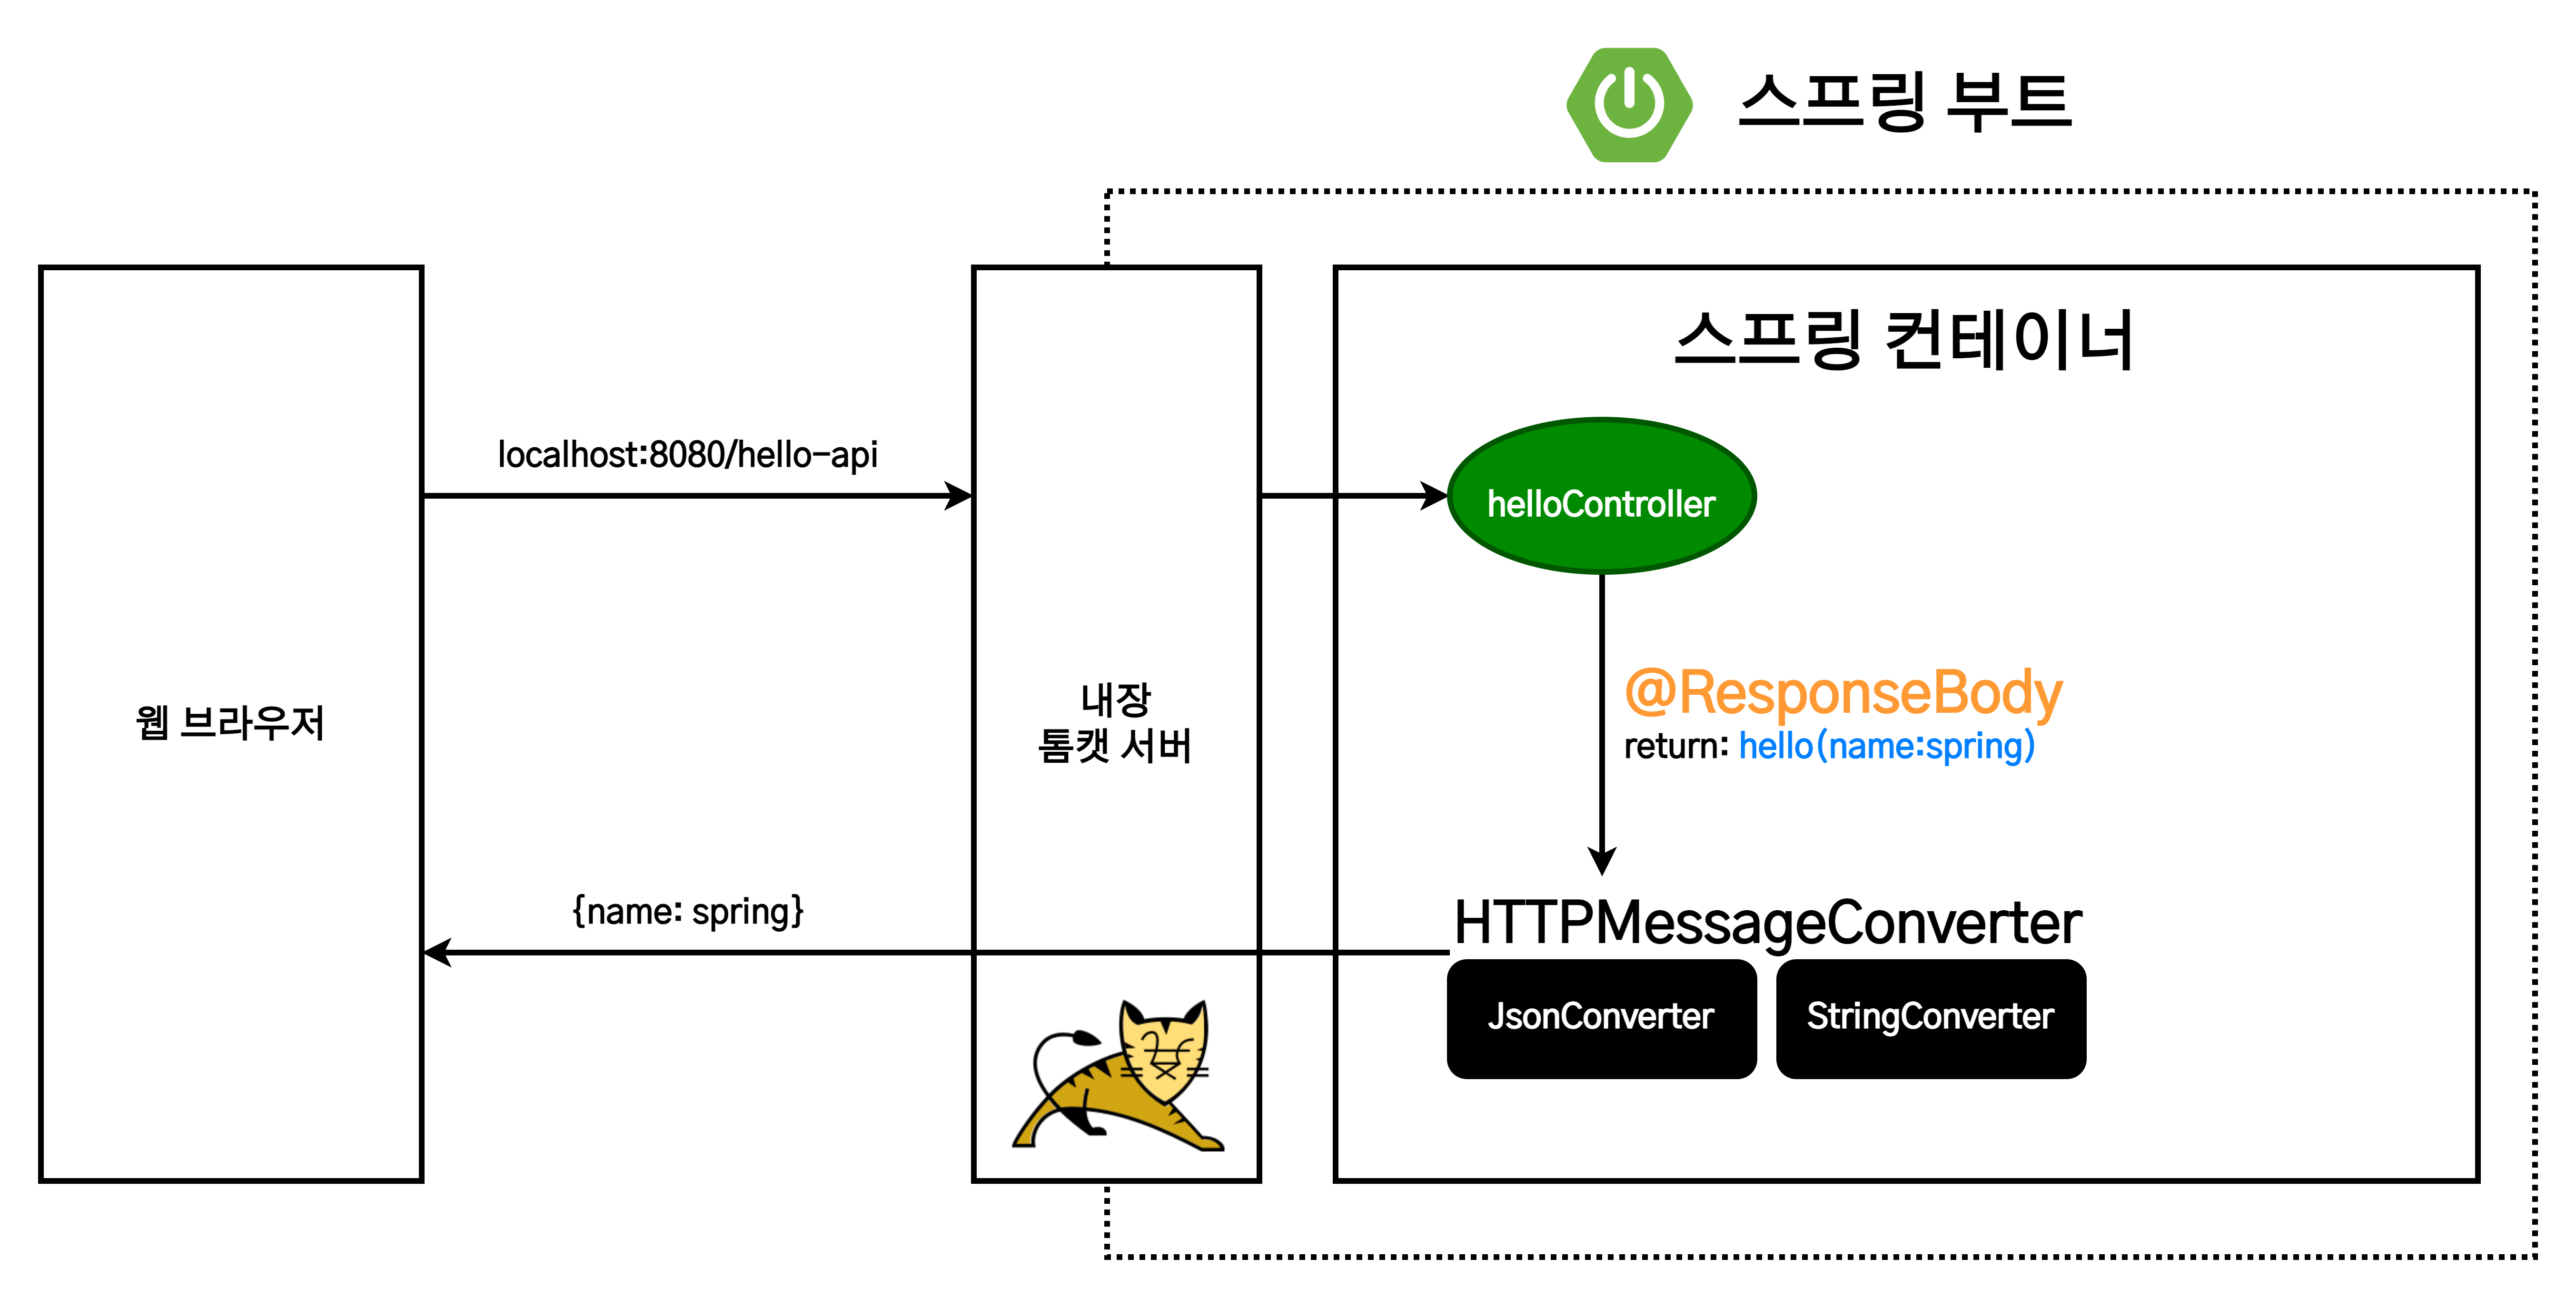 스프링 부트
스프링 컨테이너
localhost:8080/hello-api
helloController
웹 브라우저
내장
톰캣 서버
@ResponseBody
return: hello(name:spring)
{name: spring}
HTTPMessageConverter
JsonConverter
StringConverter